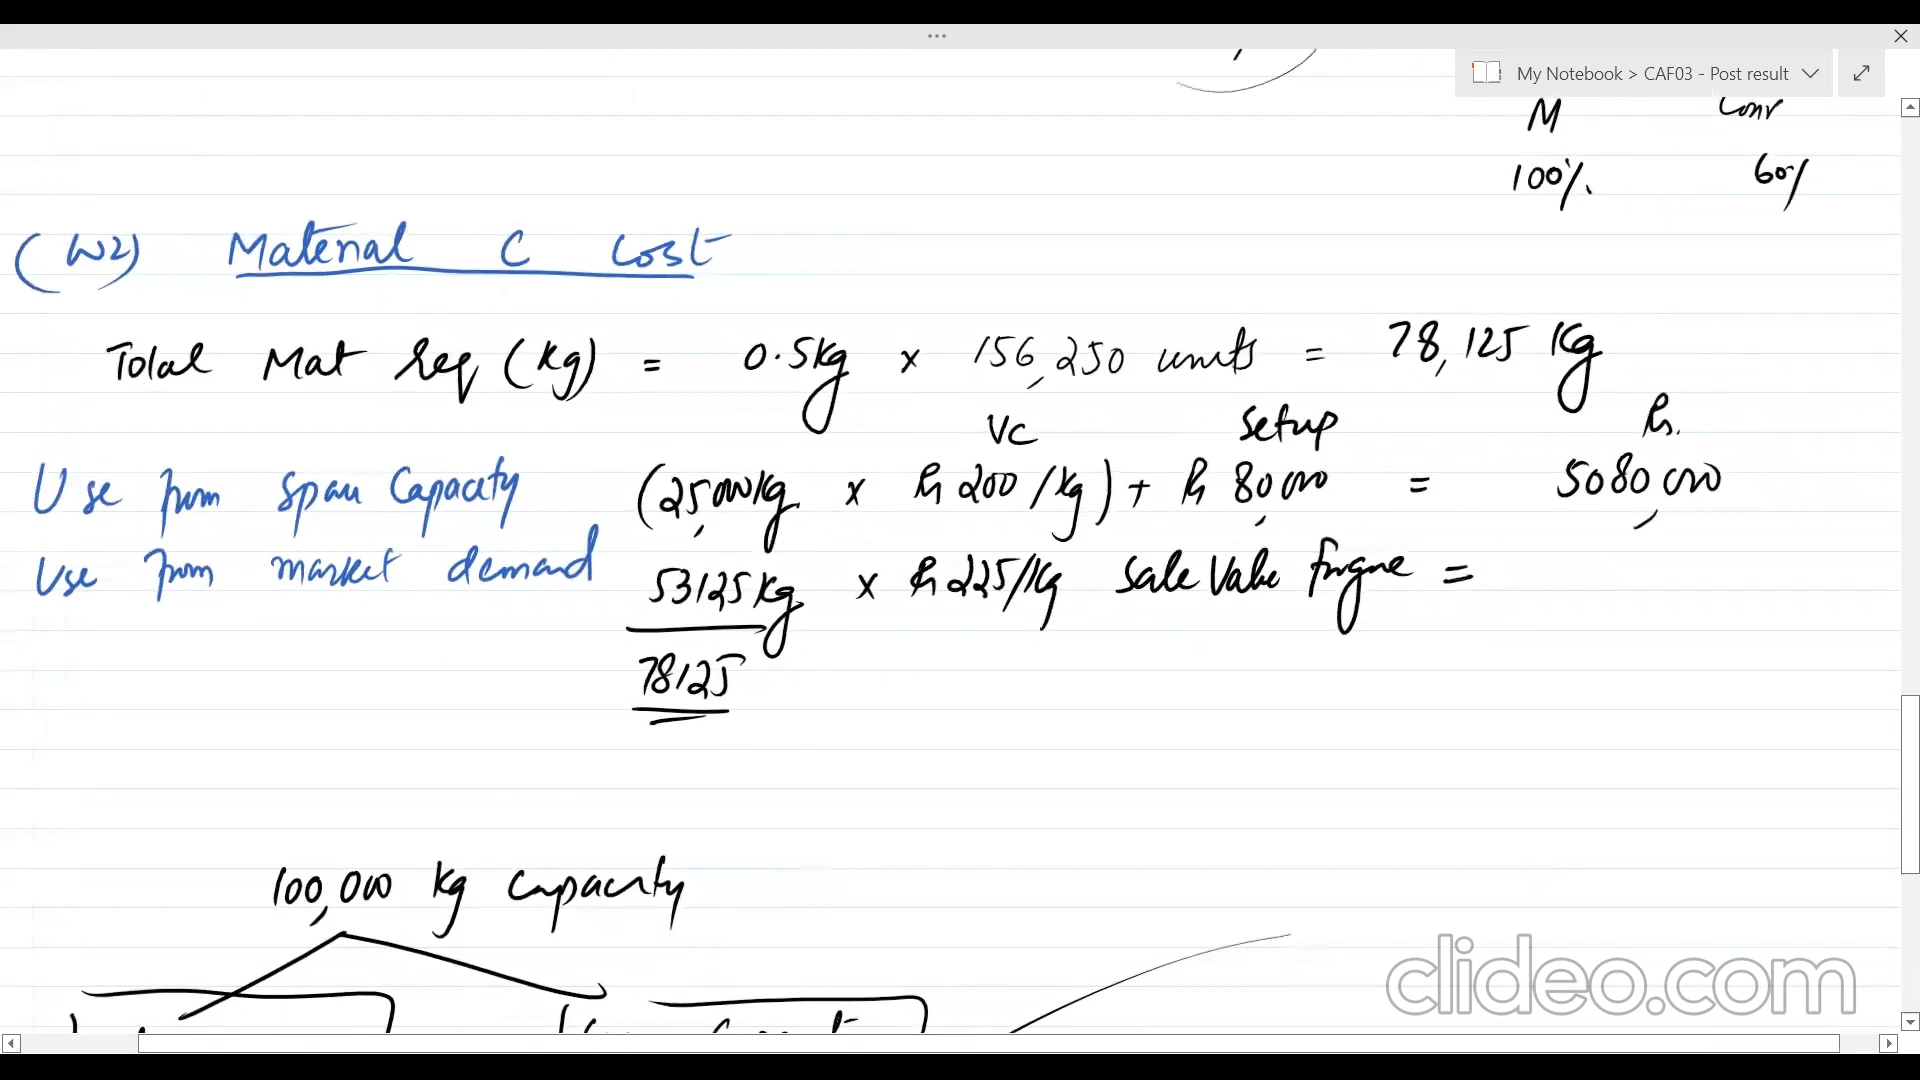 My Notebook > CAF03 - Post result
M Conv
100% 60%
(W2) Material C Cost
Total Mat Req (Kg) = 0.5kg x 156,250 units = 78,125 Kg
VC Setup Rs.
Use from Spare Capacity (25,000kg x Rs 200/kg) + Rs 80,000 = 5080,000
Use from market demand 53125kg x Rs 225/kg Sale Value forgone =
78125
100,000 kg Capacity
clideo.com